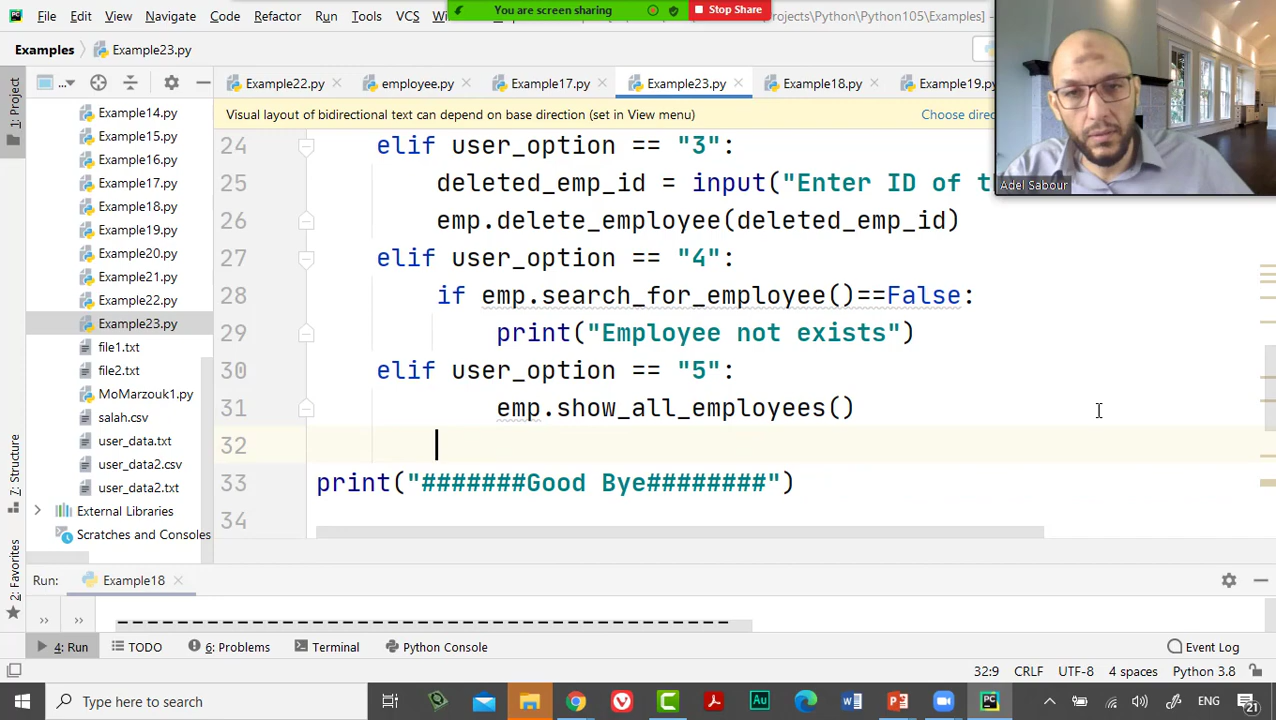 You are screen sharing
Stop Share
File Edit View Navigate Code Refactor Run Tools VCS
Projects\Python\Python105\Examples] -
Examples Example23.py
Example22.py employee.py Example17.py Example23.py Example18.py Example19.py
1: Project
Visual layout of bidirectional text can depend on base direction (set in View menu)
Choose direc
Adel Sabour
Example14.py
Example15.py
Example16.py
Example17.py
Example18.py
Example19.py
Example20.py
Example21.py
Example22.py
Example23.py
file1.txt
file2.txt
MoMarzouk1.py
salah.csv
user_data.txt
user_data2.csv
user_data2.txt
External Libraries
Scratches and Consoles
24 elif user_option == "3":
25 deleted_emp_id = input("Enter ID of t
26 emp.delete_employee(deleted_emp_id)
27 elif user_option == "4":
28 if emp.search_for_employee()==False:
29 print("Employee not exists")
30 elif user_option == "5":
31 emp.show_all_employees()
32
33 print("#######Good Bye########")
34
7: Structure
2: Favorites
Run: Example18
-----------------------------------------
4: Run TODO 6: Problems Terminal Python Console Event Log
32:9 CRLF UTF-8 4 spaces Python 3.8
Type here to search
ENG
21